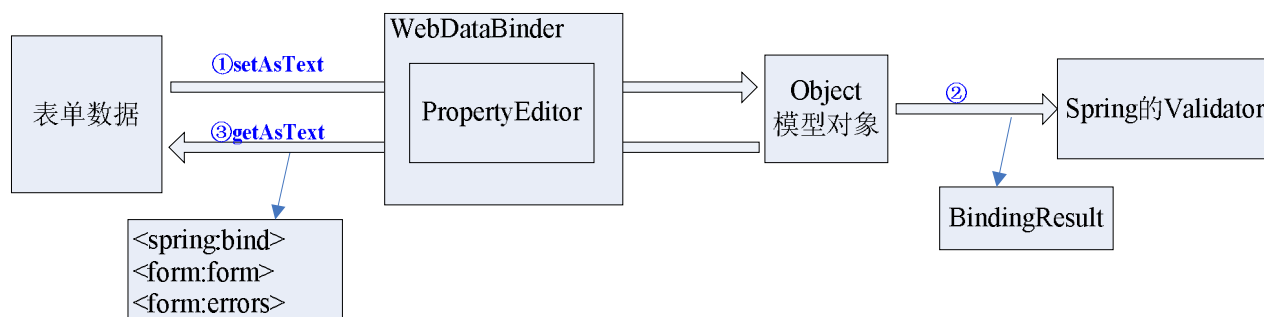 表单数据
①setAsText
③getAsText
WebDataBinder
PropertyEditor
Object
模型对象
②
Spring的Validator
BindingResult
<spring:bind>
<form:form>
<form:errors>